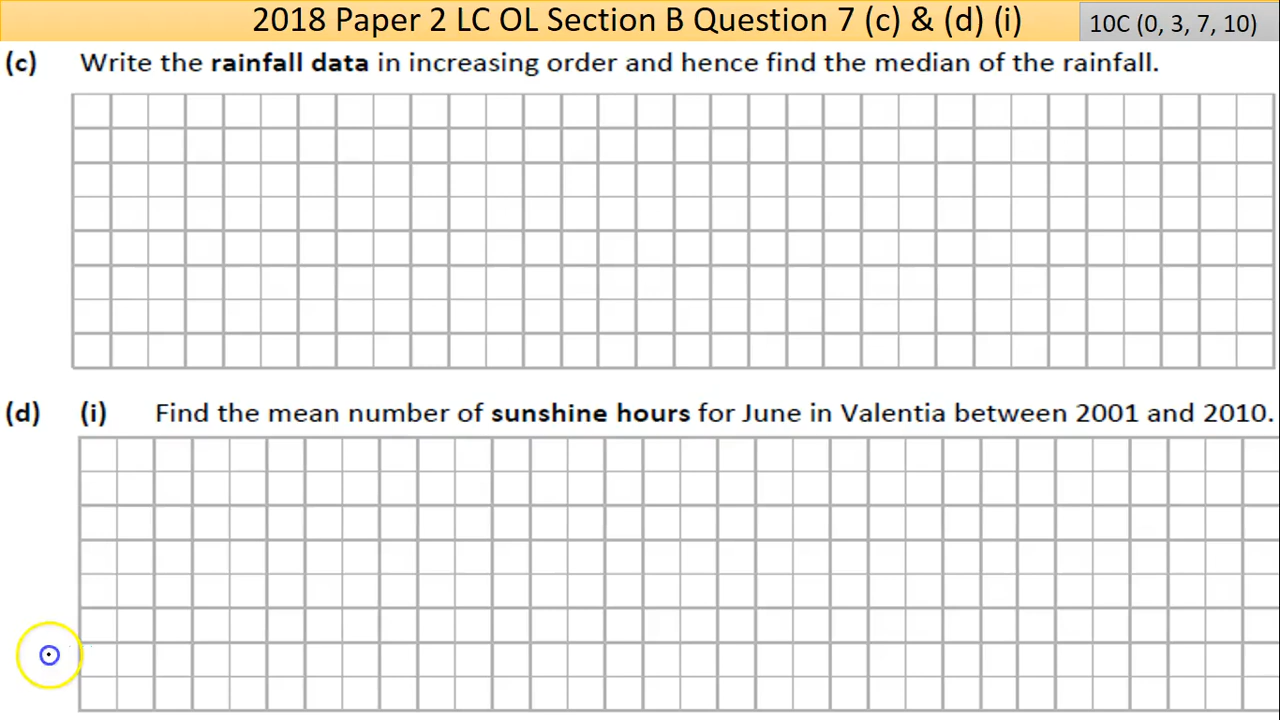 2018 Paper 2 LC OL Section B Question 7 (c) & (d) (i)
10C (0, 3, 7, 10)
(c) Write the rainfall data in increasing order and hence find the median of the rainfall.
(d) (i) Find the mean number of sunshine hours for June in Valentia between 2001 and 2010.